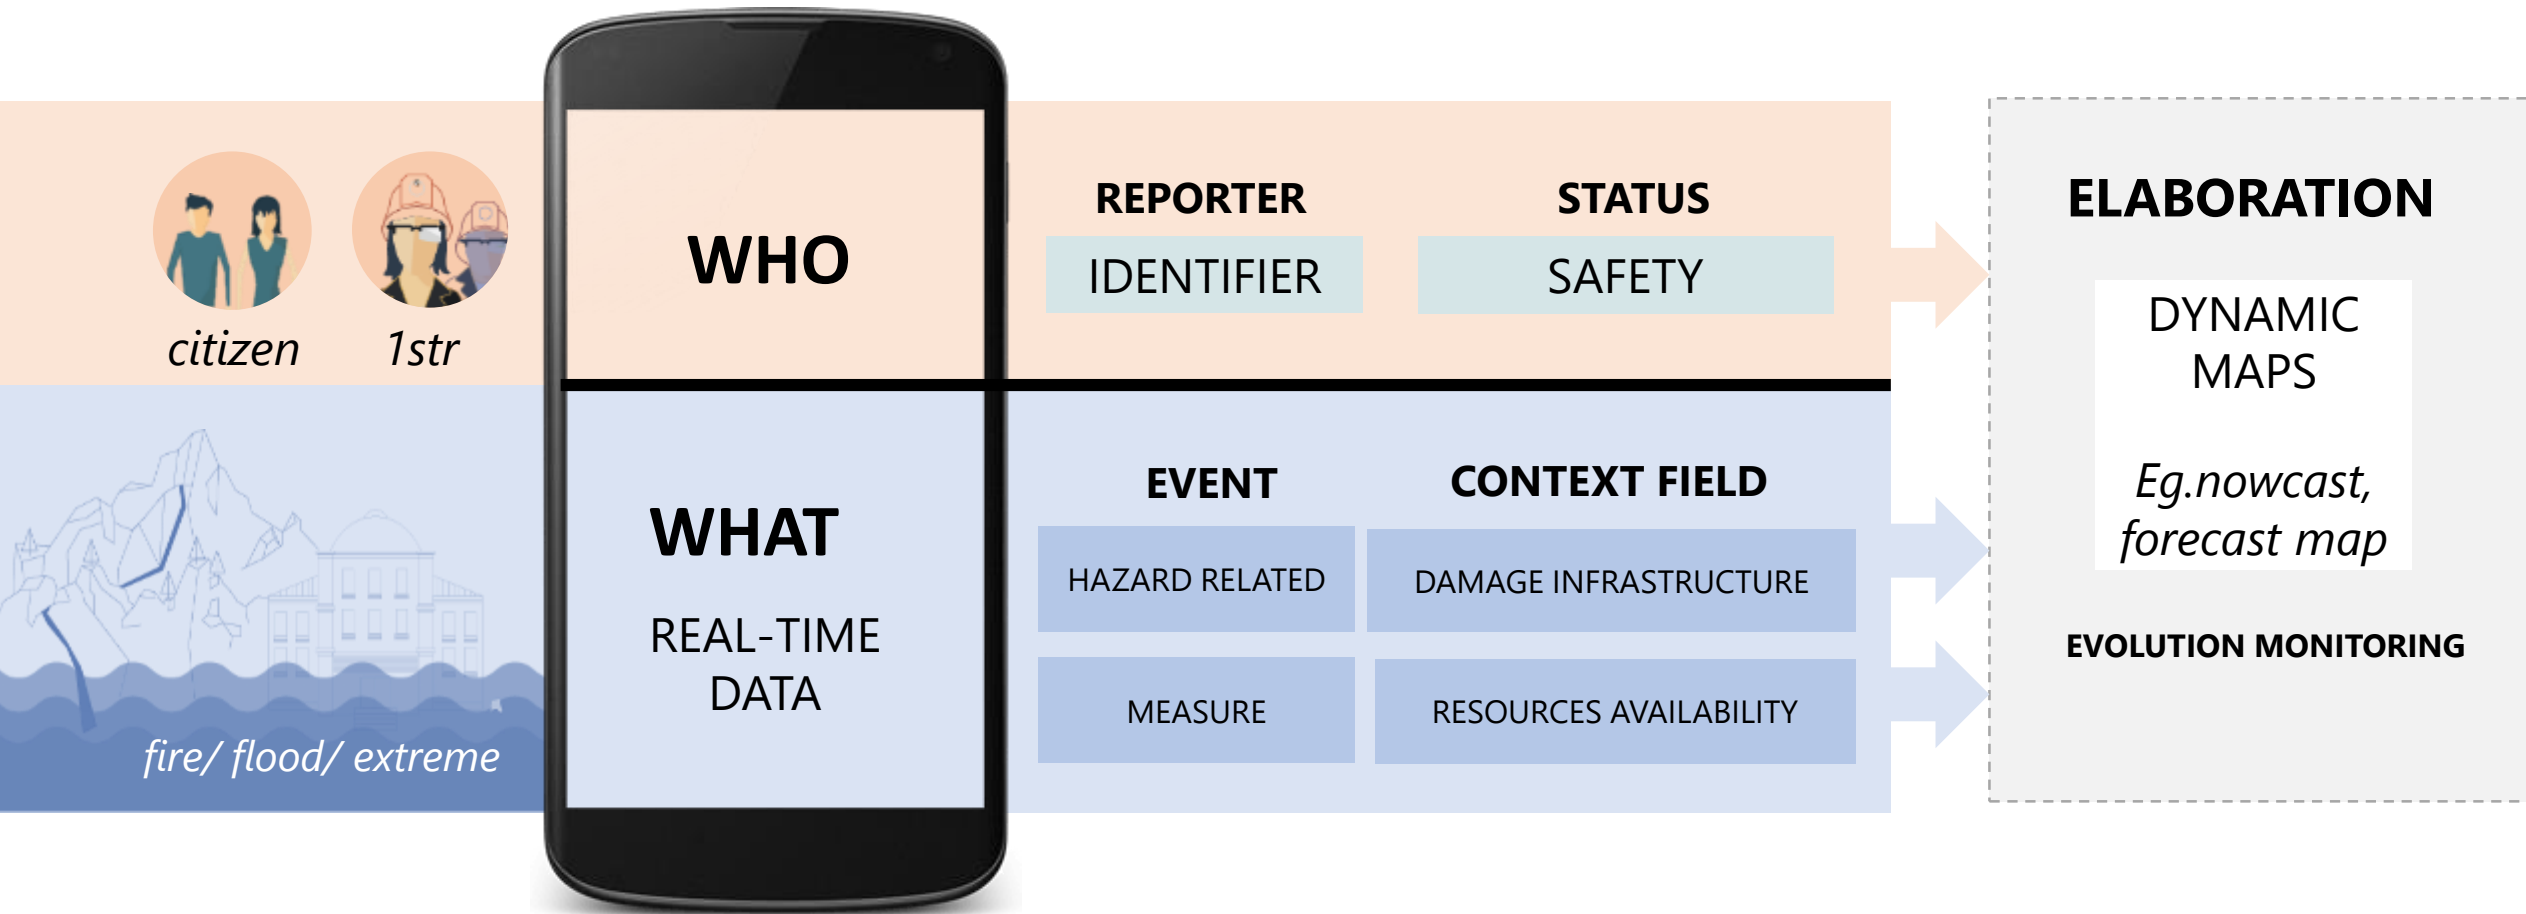 citizen
1str
WHO
REPORTER
IDENTIFIER
STATUS
SAFETY
fire/ flood/ extreme
WHAT
REAL-TIME
DATA
EVENT
HAZARD RELATED
MEASURE
CONTEXT FIELD
DAMAGE INFRASTRUCTURE
RESOURCES AVAILABILITY
ELABORATION
DYNAMIC
MAPS
Eg.nowcast,
forecast map
EVOLUTION MONITORING